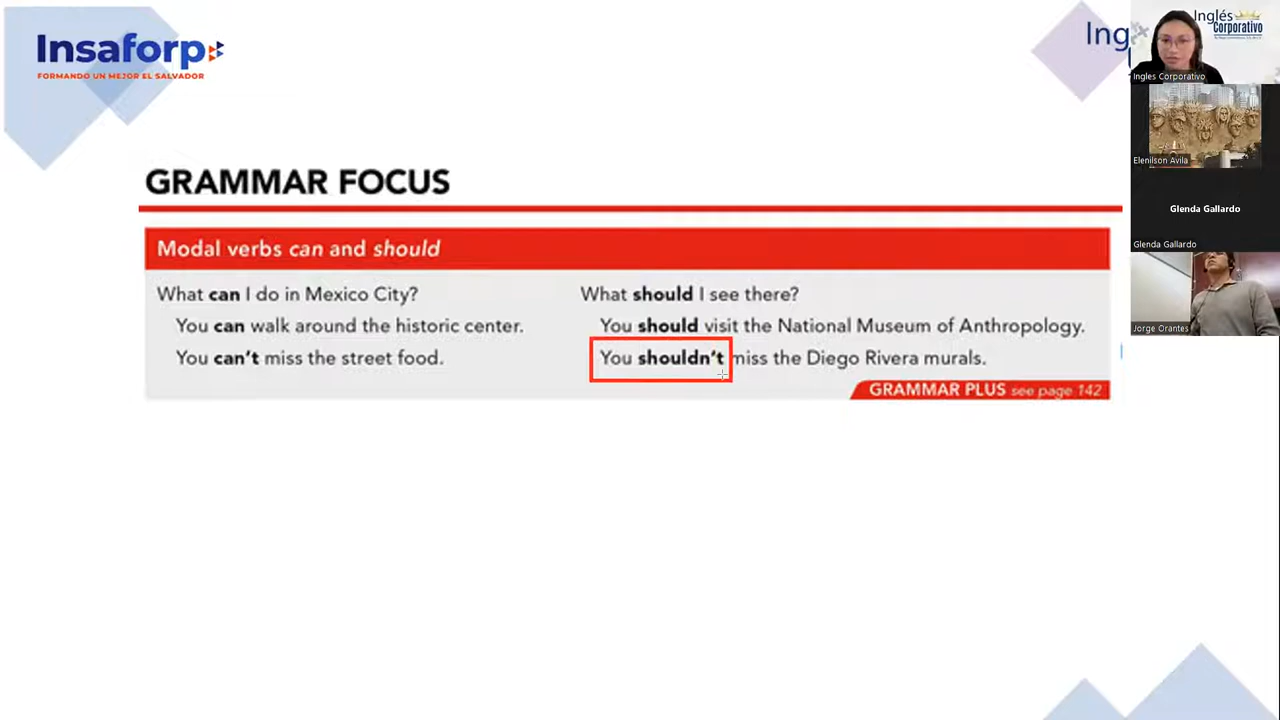 Insaforp
FORMANDO UN MEJOR EL SALVADOR
Ing
Inglés
Corporativo
Ingles Corporativo
Elenilson Avila
Glenda Gallardo
Glenda Gallardo
Jorge Orantes
GRAMMAR FOCUS
Modal verbs can and should
What can I do in Mexico City?
You can walk around the historic center.
You can't miss the street food.
What should I see there?
You should visit the National Museum of Anthropology.
You shouldn't miss the Diego Rivera murals.
GRAMMAR PLUS see page 142